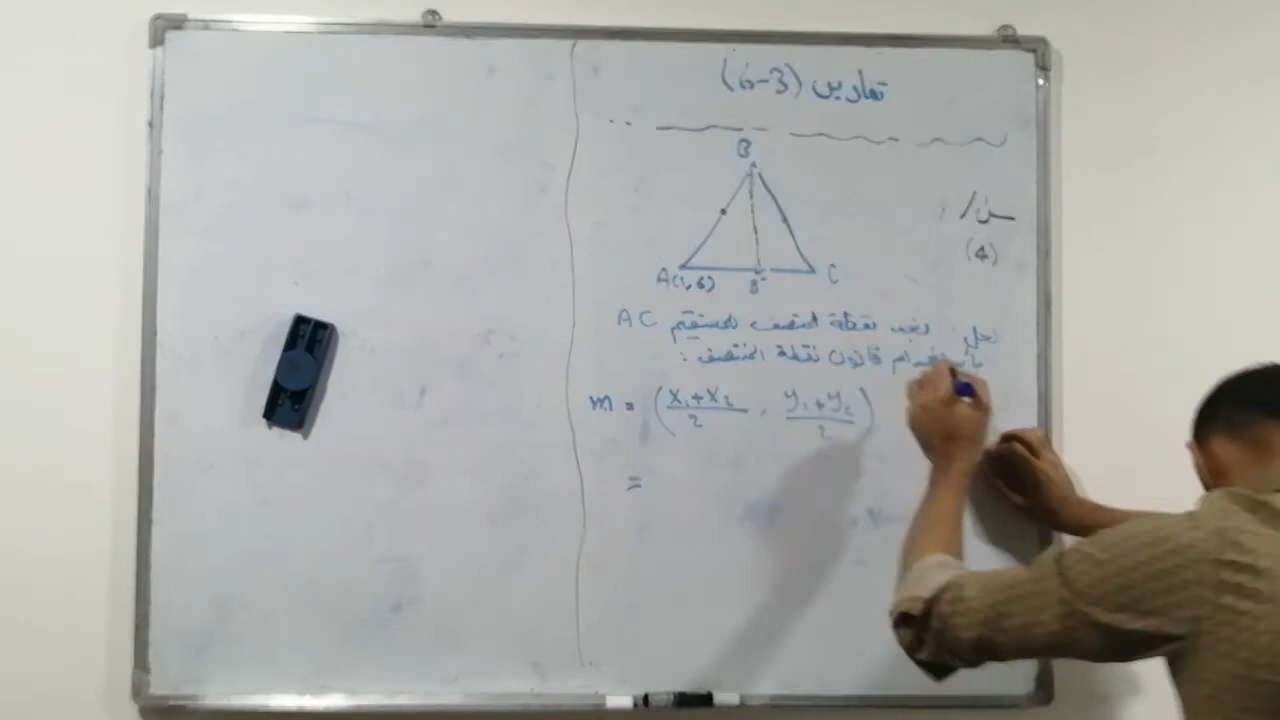 تمارين (3-6)
س/
(4)
B
A(1,6) B C
الحل نجد نقطة المنتصف للمستقيم AC
باستخدام قانون نقطة المنتصف :
m = (x₁+x₂/2 , y₁+y₂/2)
=